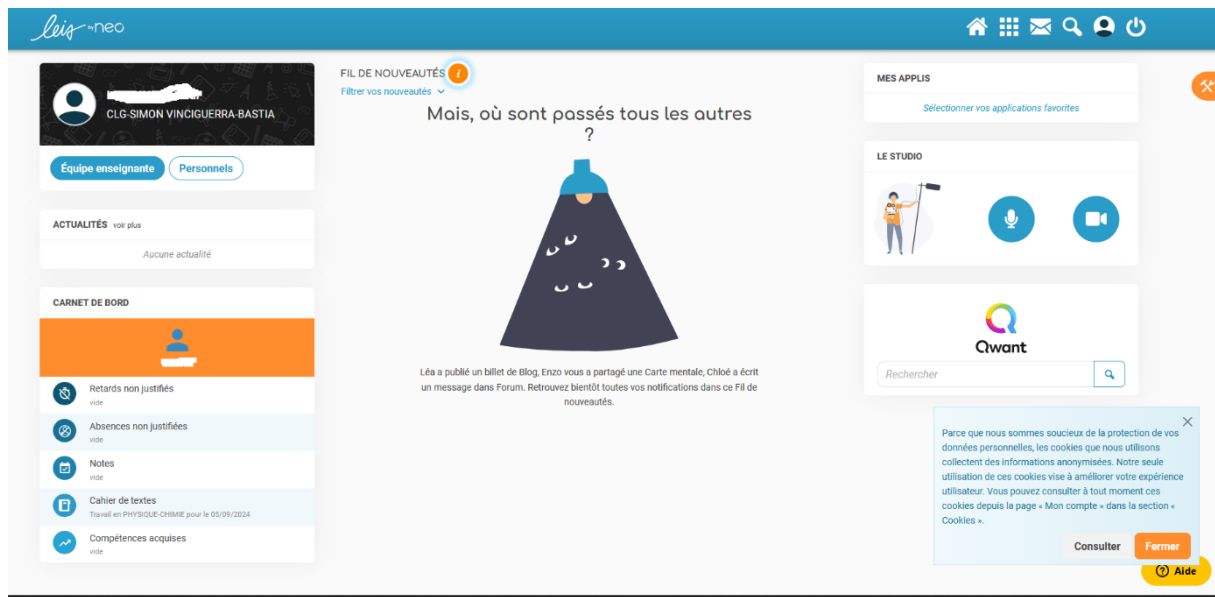 leia by neo
CLG-SIMON VINCIGUERRA-BASTIA
Équipe enseignante
Personnels
ACTUALITÉS voir plus
Aucune actualité
CARNET DE BORD
Retards non justifiés
vide
Absences non justifiées
vide
Notes
vide
Cahier de textes
Travail en PHYSIQUE-CHIMIE pour le 05/09/2024
Compétences acquises
vide
FIL DE NOUVEAUTÉS i
Filtrer vos nouveautés
Mais, où sont passés tous les autres
?
Léa a publié un billet de Blog, Enzo vous a partagé une Carte mentale, Chloé a écrit
un message dans Forum. Retrouvez bientôt toutes vos notifications dans ce Fil de
nouveautés.
MES APPLIS
Sélectionner vos applications favorites
LE STUDIO
Qwant
Rechercher
Parce que nous sommes soucieux de la protection de vos
données personnelles, les cookies que nous utilisons
collectent des informations anonymisées. Notre seule
utilisation de ces cookies vise à améliorer votre expérience
utilisateur. Vous pouvez consulter à tout moment ces
cookies depuis la page « Mon compte » dans la section «
Cookies ».
Consulter
Fermer
Aide